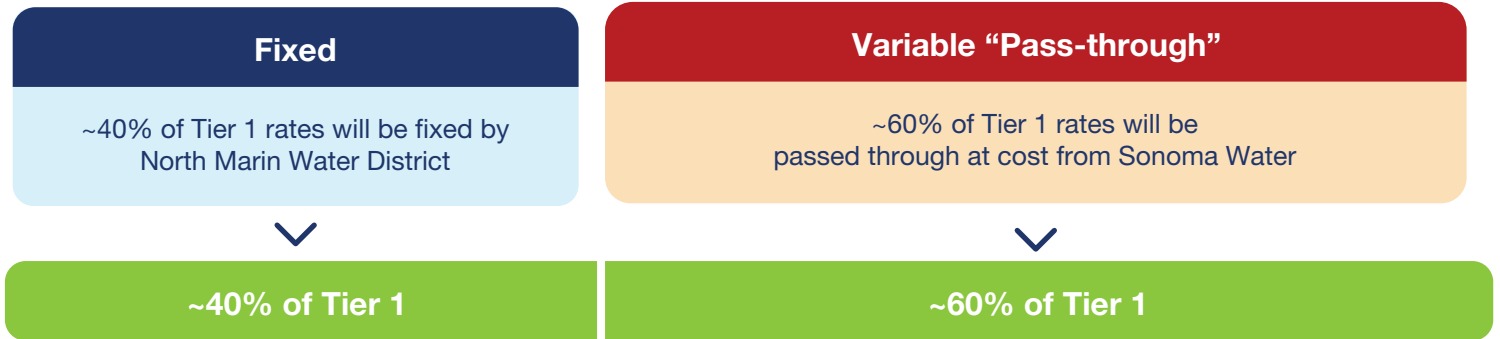 Fixed
~40% of Tier 1 rates will be fixed by
North Marin Water District
~40% of Tier 1
Variable “Pass-through”
~60% of Tier 1 rates will be
passed through at cost from Sonoma Water
~60% of Tier 1